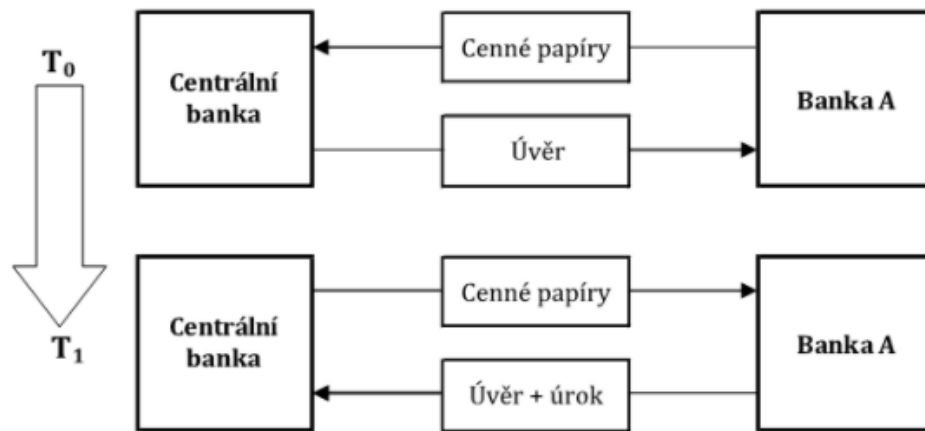 T₀
Centrální
banka
Cenné papíry
Úvěr
Banka A
T₁
Centrální
banka
Cenné papíry
Úvěr + úrok
Banka A